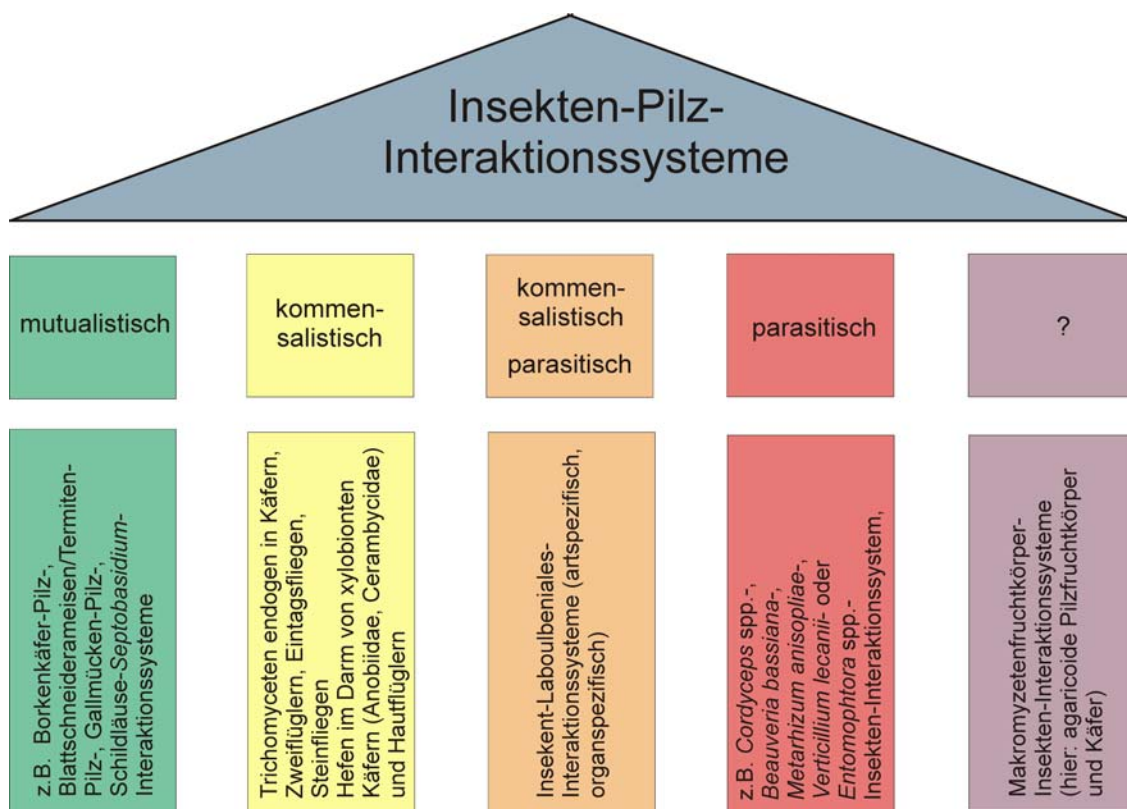 Insekten-Pilz-
Interaktionssysteme
mutualistisch
kommen-
salistisch
kommen-
salistisch
parasitisch
parasitisch
?
z.B. Borkenkäfer-Pilz-,
Blattschneiderameisen/Termiten-
Pilz-, Gallmücken-Pilz-,
Schildläuse-Septobasidium-
Interaktionssysteme
Trichomyceten endogen in Käfern,
Zweiflüglern, Eintagsfliegen,
Steinfliegen
Hefen im Darm von xylobionten
Käfern (Anobiidae, Cerambycidae)
und Hautflüglern
Insekent-Laboulbeniales-
Interaktionssysteme (artspezifisch,
organspezifisch)
z.B. Cordyceps spp.-,
Beauveria bassiana-,
Metarhizum anisopliae-,
Verticillium lecanii- oder
Entomophtora spp.-
Insekten-Interaktionssystem,
Makromyzetenfruchtkörper-
Insekten-Interaktionssysteme
(hier: agaricoide Pilzfruchtkörper
und Käfer)